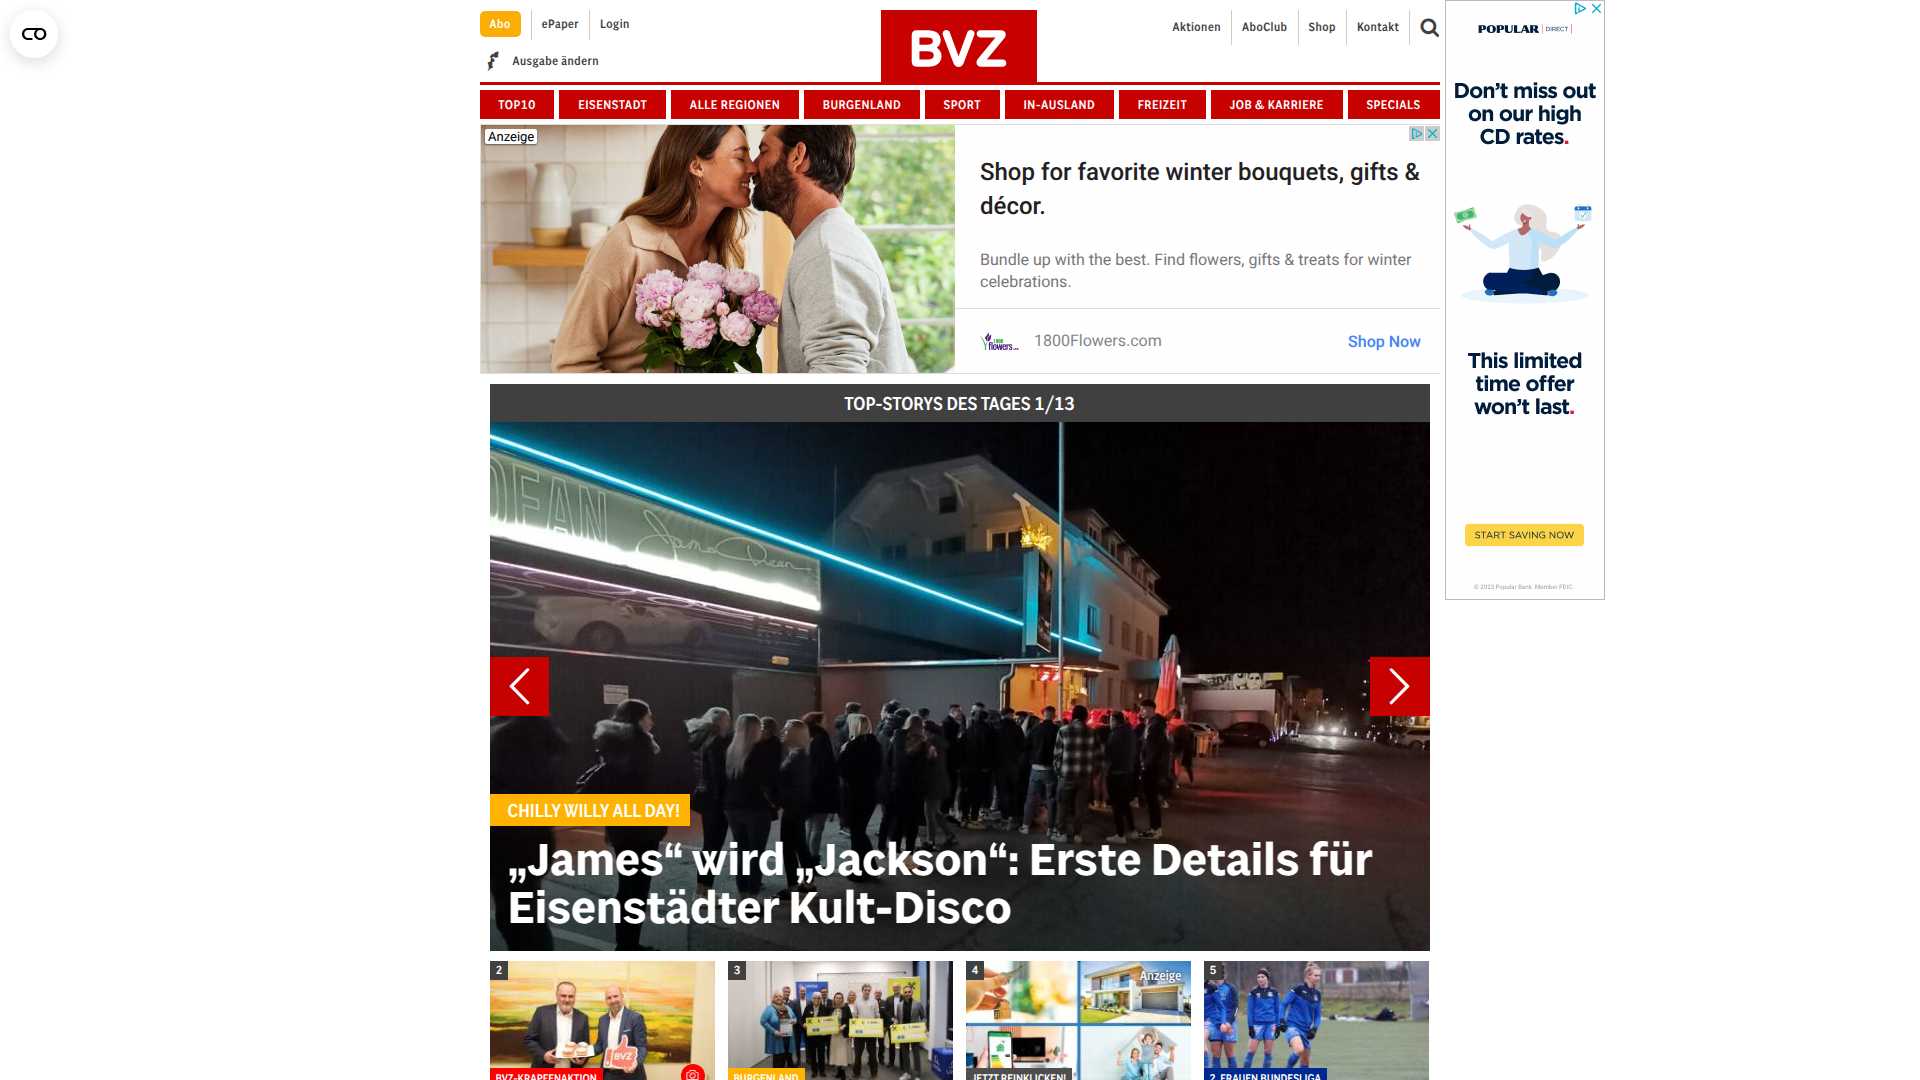 Abo
ePaper
Login
Ausgabe ändern
BVZ
Aktionen
AboClub
Shop
Kontakt
TOP10
EISENSTADT
ALLE REGIONEN
BURGENLAND
SPORT
IN-AUSLAND
FREIZEIT
JOB & KARRIERE
SPECIALS
Anzeige
Shop for favorite winter bouquets, gifts &
décor.
Bundle up with the best. Find flowers, gifts & treats for winter
celebrations.
1800Flowers.com
Shop Now
POPULAR DIRECT
Don't miss out
on our high
CD rates.
This limited
time offer
won't last.
START SAVING NOW
TOP-STORYS DES TAGES 1/13
DEAN
James Dean
CHILLY WILLY ALL DAY!
„James“ wird „Jackson“: Erste Details für
Eisenstädter Kult-Disco
2
BVZ
BVZ-KRAPFENAKTION
3
BURGENLAND
4
Anzeige
JETZT REINKLICKEN!
5
2. FRAUEN BUNDESLIGA